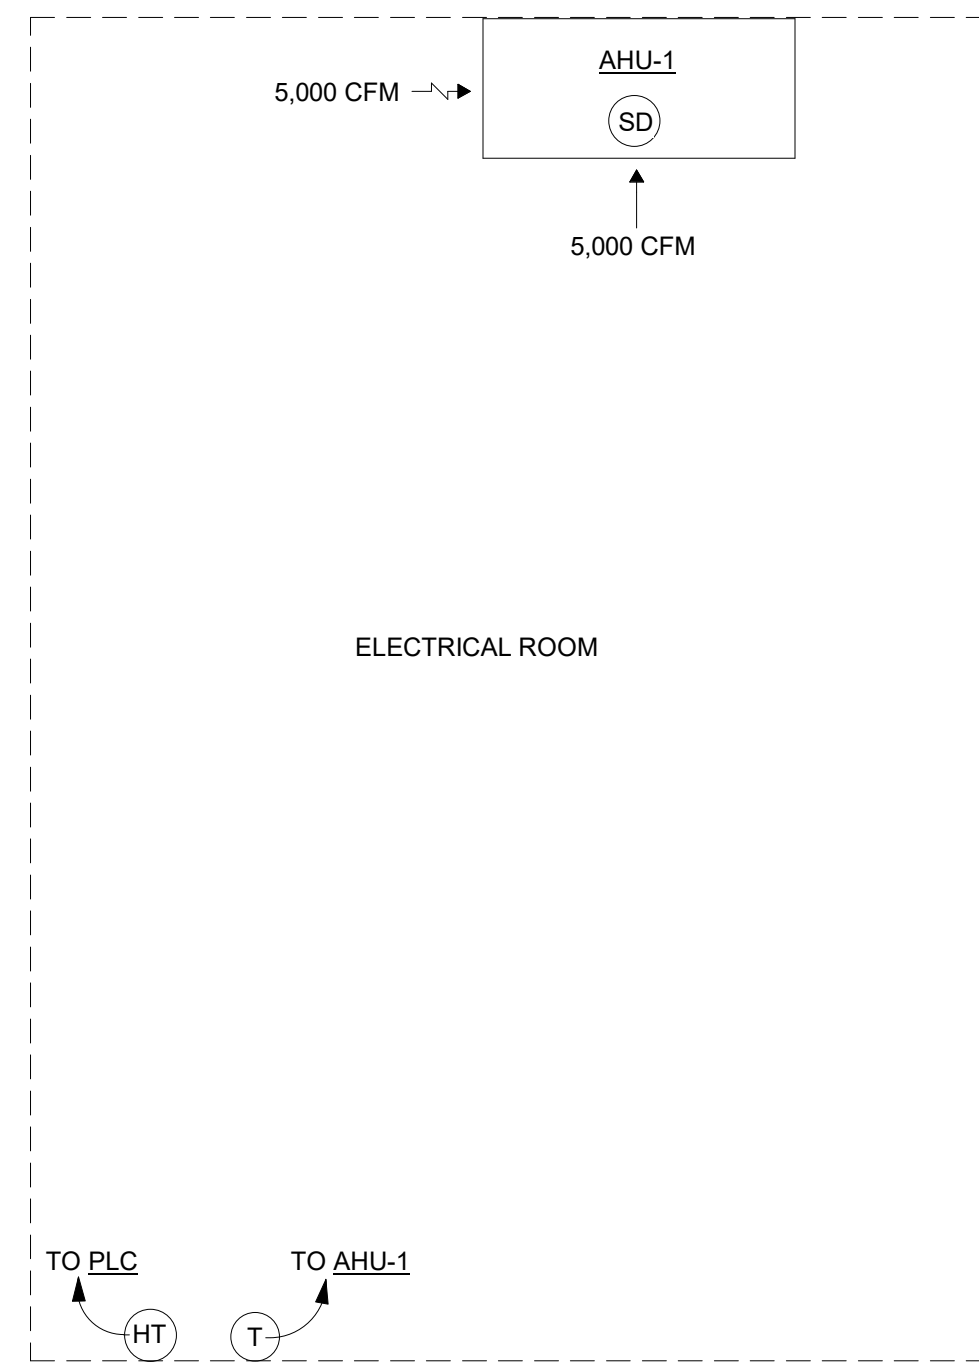 AHU-1
5,000 CFM
SD
5,000 CFM
ELECTRICAL ROOM
TO PLC
TO AHU-1
HT
T